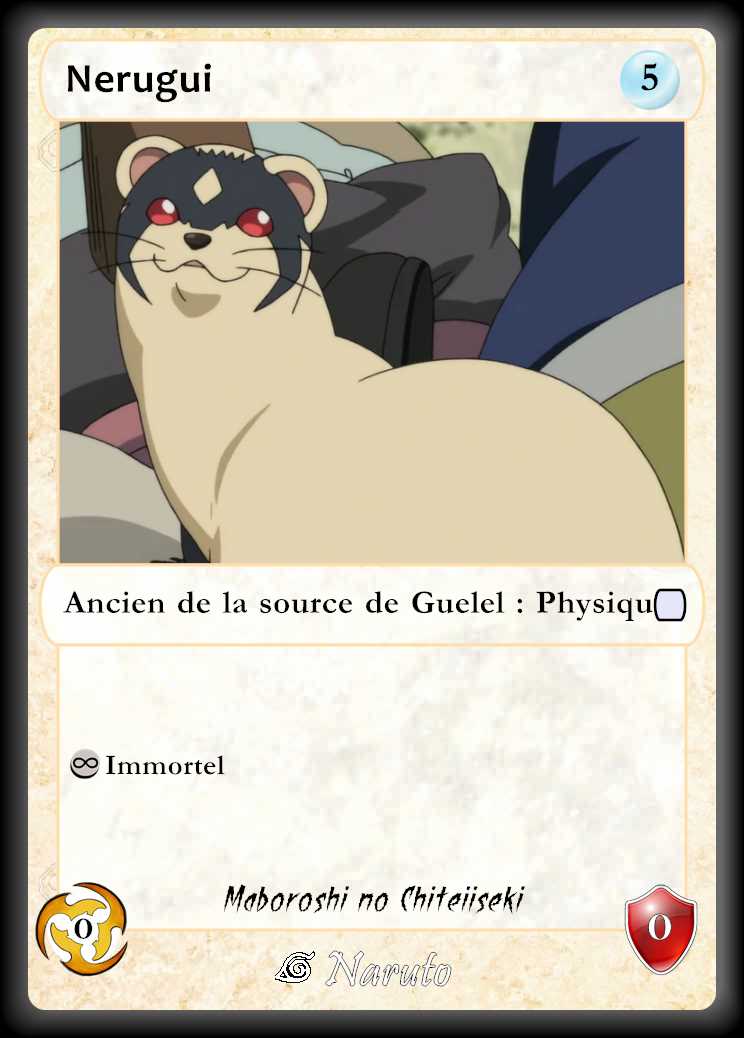 Nerugui
5
Ancien de la source de Guelel : Physiqu
∞ Immortel
Maboroshi no Chiteiiseki
0
0
Naruto